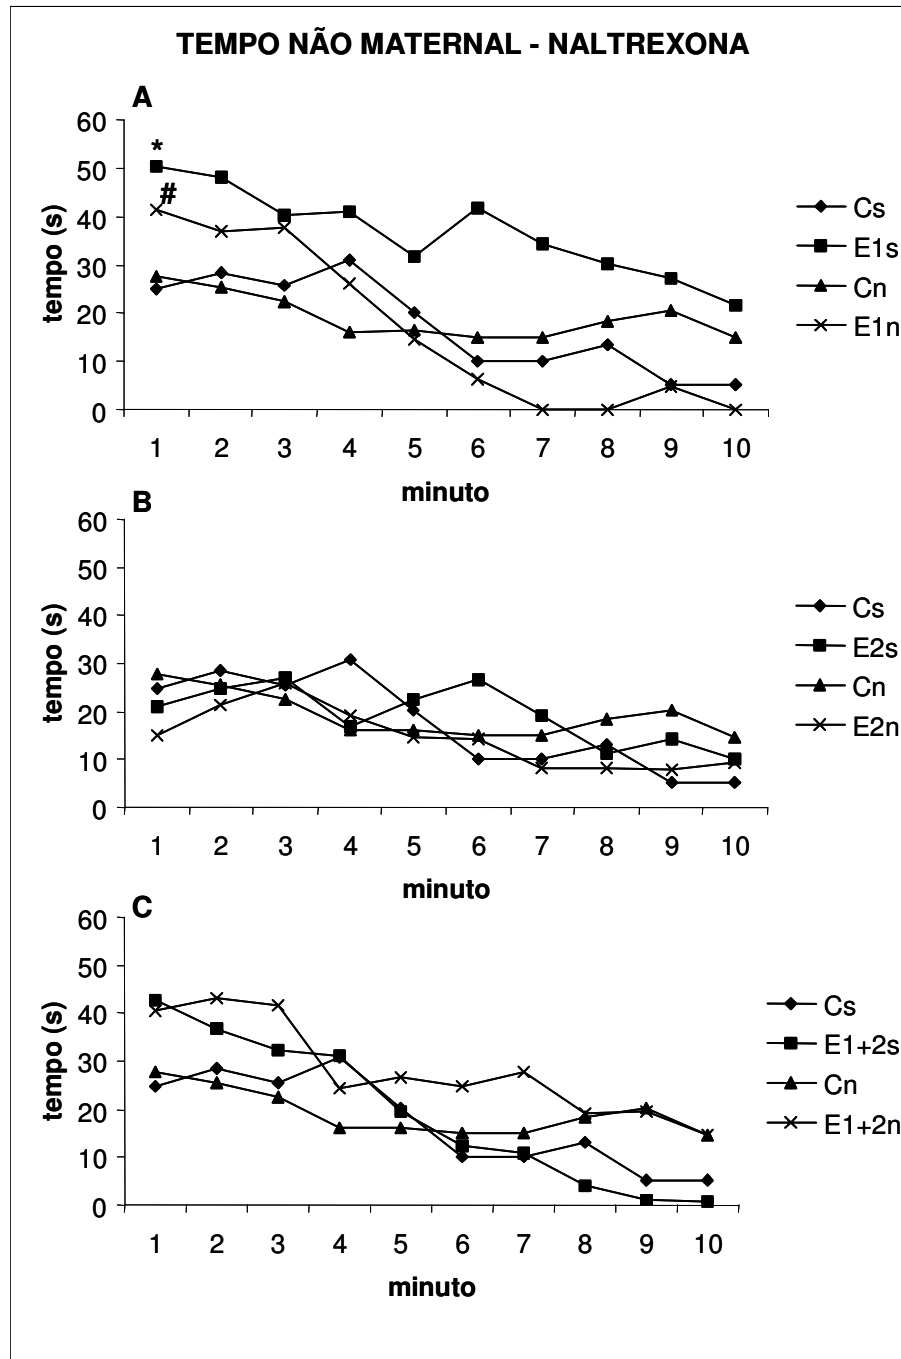 TEMPO NÃO MATERNAL - NALTREXONA
A
60
50
40
30
20
10
0
tempo (s)
*
#
1 2 3 4 5 6 7 8 9 10
minuto
Cs
E1s
Cn
E1n
B
60
50
40
30
20
10
0
tempo (s)
1 2 3 4 5 6 7 8 9 10
minuto
Cs
E2s
Cn
E2n
C
60
50
40
30
20
10
0
tempo (s)
1 2 3 4 5 6 7 8 9 10
minuto
Cs
E1+2s
Cn
E1+2n